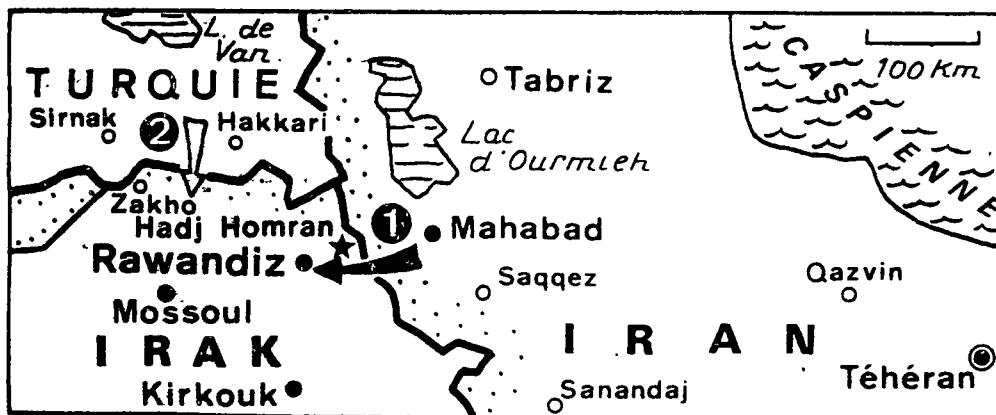 L. de
Van
TURQUIE
Sirnak
2
Hakkari
Zakho
Hadj Homran
Rawandiz
Mossoul
IRAK
Kirkouk
Tabriz
Lac
d'Ourmieh
1
Mahabad
Saqqez
IRAN
Sanandaj
CASPIENNE
100 Km
Qazvin
Téhéran